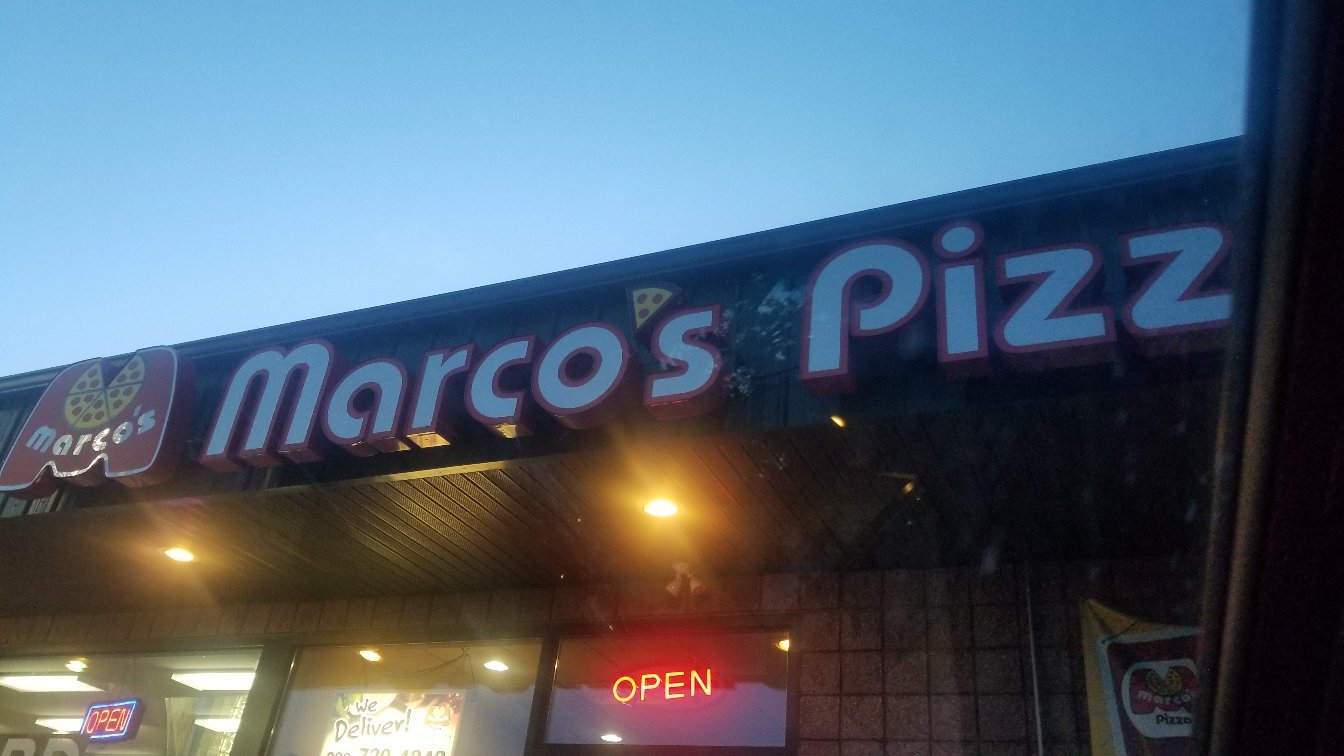 marco's
Marco's Pizz
OPEN
OPEN
We
Deliver!
marco's
Pizza